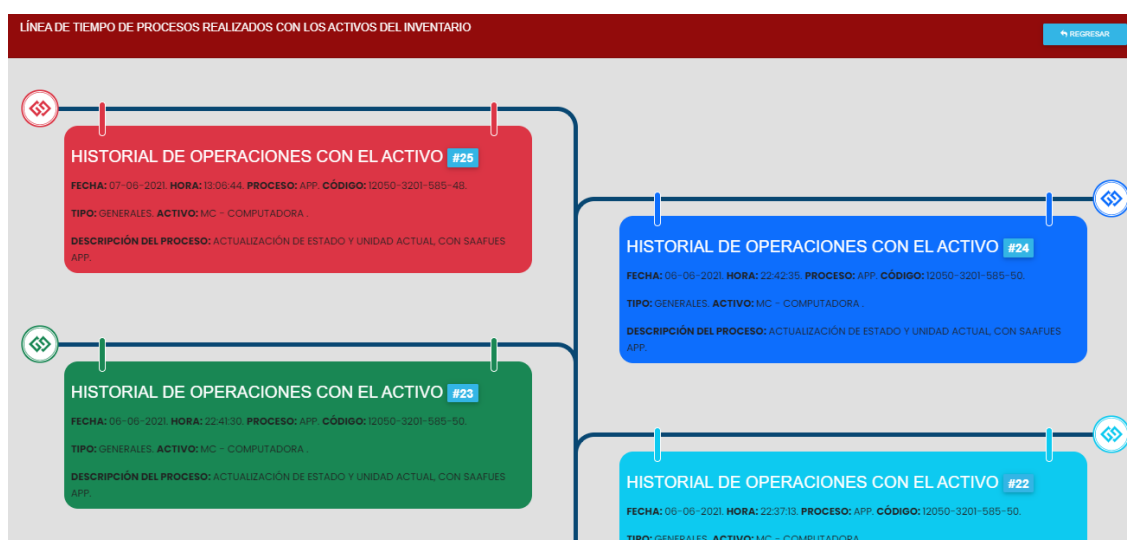 LÍNEA DE TIEMPO DE PROCESOS REALIZADOS CON LOS ACTIVOS DEL INVENTARIO
REGRESAR
HISTORIAL DE OPERACIONES CON EL ACTIVO #25
FECHA: 07-06-2021. HORA: 13:06:44. PROCESO: APP. CÓDIGO: 12050-3201-585-48.
TIPO: GENERALES. ACTIVO: MC - COMPUTADORA .
DESCRIPCIÓN DEL PROCESO: ACTUALIZACIÓN DE ESTADO Y UNIDAD ACTUAL, CON SAAFUES
APP.
HISTORIAL DE OPERACIONES CON EL ACTIVO #24
FECHA: 06-06-2021. HORA: 22:42:35. PROCESO: APP. CÓDIGO: 12050-3201-585-50.
TIPO: GENERALES. ACTIVO: MC - COMPUTADORA .
DESCRIPCIÓN DEL PROCESO: ACTUALIZACIÓN DE ESTADO Y UNIDAD ACTUAL, CON SAAFUES
APP.
HISTORIAL DE OPERACIONES CON EL ACTIVO #23
FECHA: 06-06-2021. HORA: 22:41:30. PROCESO: APP. CÓDIGO: 12050-3201-585-50.
TIPO: GENERALES. ACTIVO: MC - COMPUTADORA .
DESCRIPCIÓN DEL PROCESO: ACTUALIZACIÓN DE ESTADO Y UNIDAD ACTUAL, CON SAAFUES
APP.
HISTORIAL DE OPERACIONES CON EL ACTIVO #22
FECHA: 06-06-2021. HORA: 22:37:13. PROCESO: APP. CÓDIGO: 12050-3201-585-50.
TIPO: GENERALES. ACTIVO: MC - COMPUTADORA